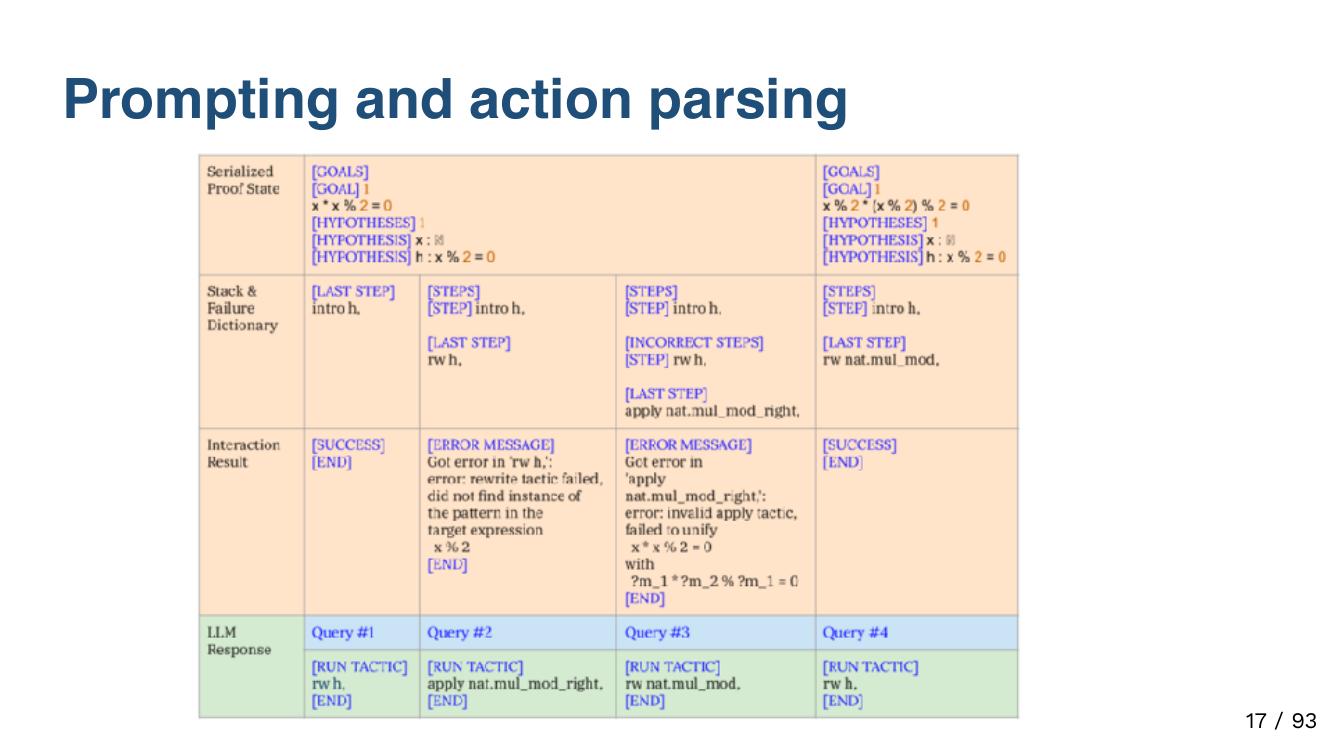 Prompting and action parsing
Serialized
Proof State
[GOALS]
[GOAL] 1
x * x % 2 = 0
[HYPOTHESES] 1
[HYPOTHESIS] x :
[HYPOTHESIS] h : x % 2 = 0
[GOALS]
[GOAL] 1
x % 2 * (x % 2) % 2 = 0
[HYPOTHESES] 1
[HYPOTHESIS] x :
[HYPOTHESIS] h : x % 2 = 0
Stack &
Failure
Dictionary
[LAST STEP]
intro h,
[STEPS]
[STEP] intro h,
[LAST STEP]
rw h,
[STEPS]
[STEP] intro h,
[INCORRECT STEPS]
[STEP] rw h,
[LAST STEP]
apply nat.mul_mod_right,
[STEPS]
[STEP] intro h,
[LAST STEP]
rw nat.mul_mod,
Interaction
Result
[SUCCESS]
[END]
[ERROR MESSAGE]
Got error in 'rw h,':
error: rewrite tactic failed,
did not find instance of
the pattern in the
target expression
x % 2
[END]
[ERROR MESSAGE]
Got error in
'apply
nat.mul_mod_right,':
error: invalid apply tactic,
failed to unify
x * x % 2 = 0
with
?m_1 * ?m_2 % ?m_1 = 0
[END]
[SUCCESS]
[END]
LLM
Response
Query #1
Query #2
Query #3
Query #4
[RUN TACTIC]
rw h,
[END]
[RUN TACTIC]
apply nat.mul_mod_right,
[END]
[RUN TACTIC]
rw nat.mul_mod,
[END]
[RUN TACTIC]
rw h,
[END]
17 / 93